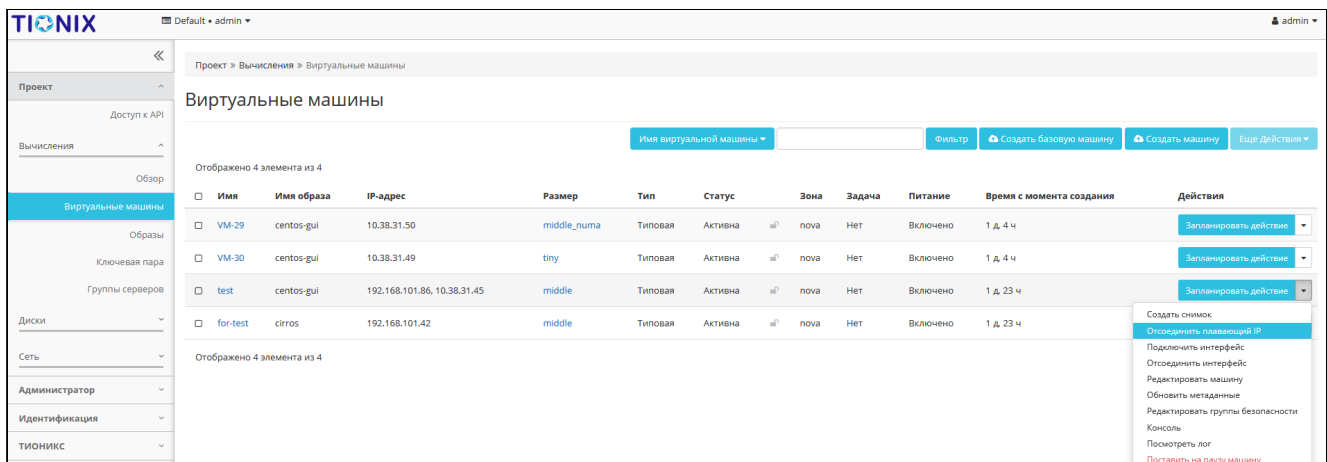 TIONIX Default • admin admin
Проект » Вычисления » Виртуальные машины
Проект
Виртуальные машины
Доступ к API
Имя виртуальной машины Фильтр Создать базовую машину Создать машину Еще Действия
Вычисления
Отображено 4 элемента из 4
Обзор
Имя Имя образа IP-адрес Размер Тип Статус Зона Задача Питание Время с момента создания Действия
Виртуальные машины
VM-29 centos-gui 10.38.31.50 middle_numa Типовая Активна nova Нет Включено 1 д, 4 ч Запланировать действие
Образы
VM-30 centos-gui 10.38.31.49 tiny Типовая Активна nova Нет Включено 1 д, 4 ч Запланировать действие
Ключевая пара
Группы серверов
test centos-gui 192.168.101.86, 10.38.31.45 middle Типовая Активна nova Нет Включено 1 д, 23 ч Запланировать действие
Диски
for-test cirros 192.168.101.42 middle Типовая Активна nova Нет Включено 1 д, 23 ч
Создать снимок
Отсоединить плавающий IP
Подключить интерфейс
Сеть
Отображено 4 элемента из 4
Отсоединить интерфейс
Редактировать машину
Администратор
Обновить метаданные
Редактировать группы безопасности
Идентификация
Консоль
Посмотреть лог
ТИОНИКС
Поставить на паузу машину